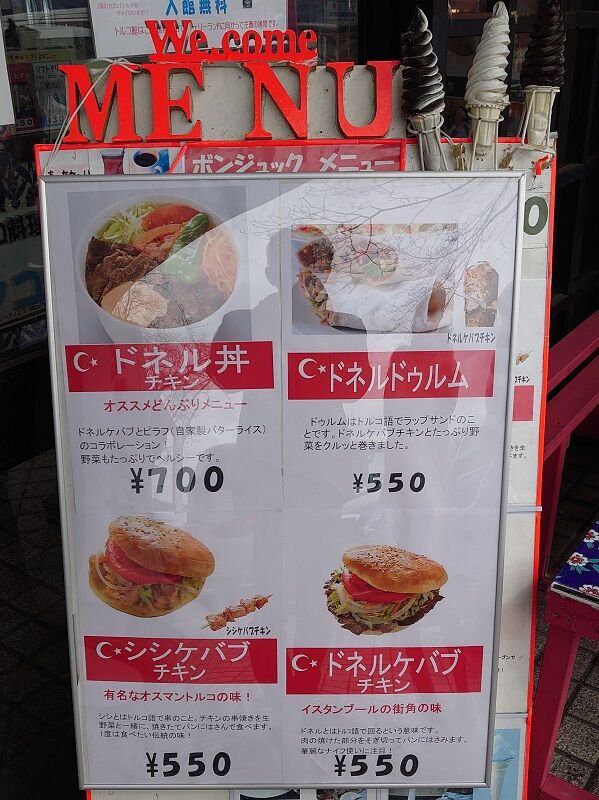 入館無料
We come
MENU
ボンジュック メニュー
ドネル丼
チキン
オススメどんぶりメニュー
ドネルケバブとピラフ(自家製バターライス)
のコラボレーション!
野菜もたっぷりでヘルシーです。
¥700
ドネルケバブチキン
ドネルドゥルム
ドゥルムはトルコ語でラップサンドのこ
とです。ドネルケバブチキンとたっぷり野
菜をクルッと巻きました。
¥550
シシケバブチキン
シシケバブ
チキン
有名なオスマントルコの味!
シシとはトルコ語で串のこと。チキンの串焼きを生
野菜と一緒に、焼きたてパンにはさんで食べます。
1度は食べたい伝統の味!
¥550
ドネルケバブ
チキン
イスタンブールの街角の味
ドネルとはトルコ語で回るという意味です。
肉の焼けた部分をそぎ切ってパンにはさみます。
華麗なナイフ使いに注目!
¥550